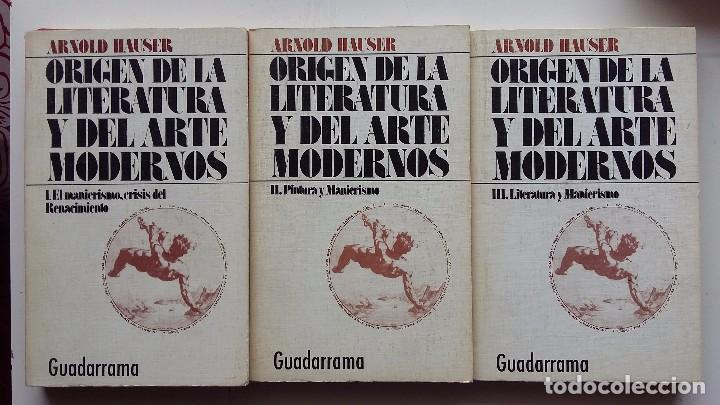 ARNOLD HAUSER
ORIGEN DE LA
LITERATURA
Y DEL ARTE
MODERNOS
I. El manierismo, crisis del
Renacimiento
Guadarrama
ARNOLD HAUSER
ORIGEN DE LA
LITERATURA
Y DEL ARTE
MODERNOS
II. Pintura y Manierismo
Guadarrama
ARNOLD HAUSER
ORIGEN DE LA
LITERATURA
Y DEL ARTE
MODERNOS
III. Literatura y Manierismo
Guadarrama
todocoleccion.net